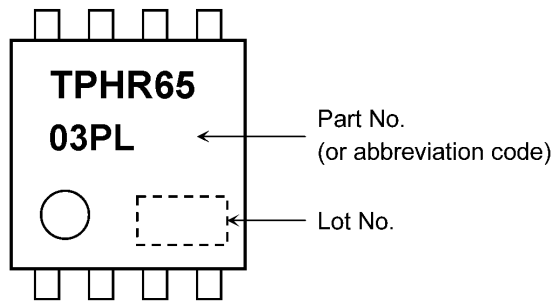 TPHR65
03PL
Part No.
(or abbreviation code)
Lot No.